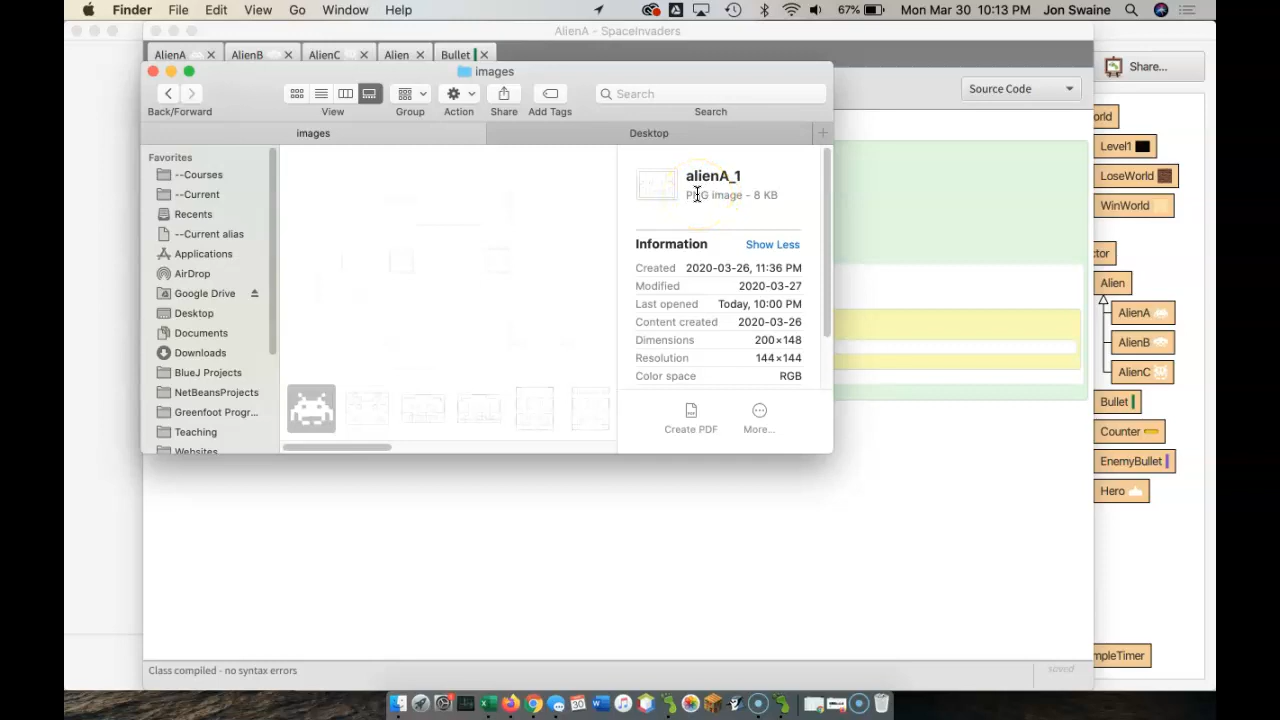 Finder File Edit View Go Window Help 67% Mon Mar 30 10:13 PM Jon Swaine
AlienA - SpaceInvaders
AlienA AlienB AlienC Alien Bullet
Share...
images
Source Code
Search
Back/Forward View Group Action Share Add Tags Search
images Desktop
Favorites
--Courses
--Current
Recents
--Current alias
Applications
AirDrop
Google Drive
Desktop
Documents
Downloads
BlueJ Projects
NetBeansProjects
Greenfoot Progr...
Teaching
Websites
alienA_1
PNG image - 8 KB
Information Show Less
Created 2020-03-26, 11:36 PM
Modified 2020-03-27
Last opened Today, 10:00 PM
Content created 2020-03-26
Dimensions 200×148
Resolution 144×144
Color space RGB
Create PDF More...
orld
Level1
LoseWorld
WinWorld
ctor
Alien
AlienA
AlienB
AlienC
Bullet
Counter
EnemyBullet
Hero
mpleTimer
Class compiled - no syntax errors
saved